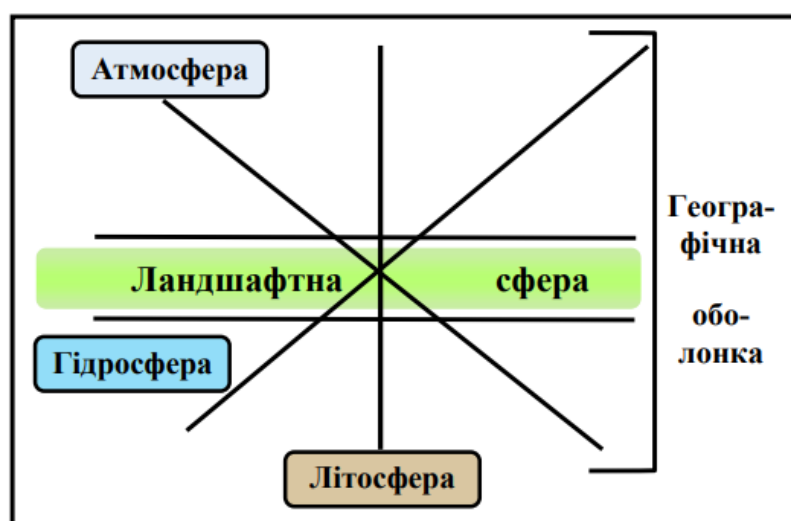 Атмосфера
Геогра-
фічна
Ландшафтна сфера
обо-
лонка
Гідросфера
Літосфера